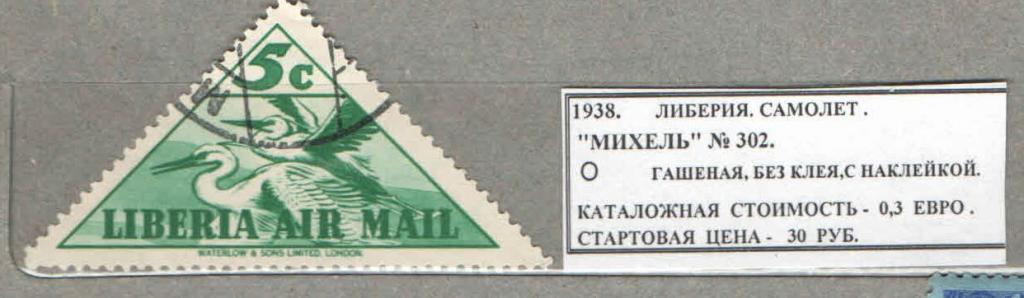 5c
LIBERIA AIR MAIL
WATERLOW & SONS LIMITED, LONDON.
1938. ЛИБЕРИЯ. САМОЛЕТ .
"МИХЕЛЬ" № 302.
О ГАШЕНАЯ, БЕЗ КЛЕЯ,С НАКЛЕЙКОЙ.
КАТАЛОЖНАЯ СТОИМОСТЬ - 0,3 ЕВРО .
СТАРТОВАЯ ЦЕНА - 30 РУБ.